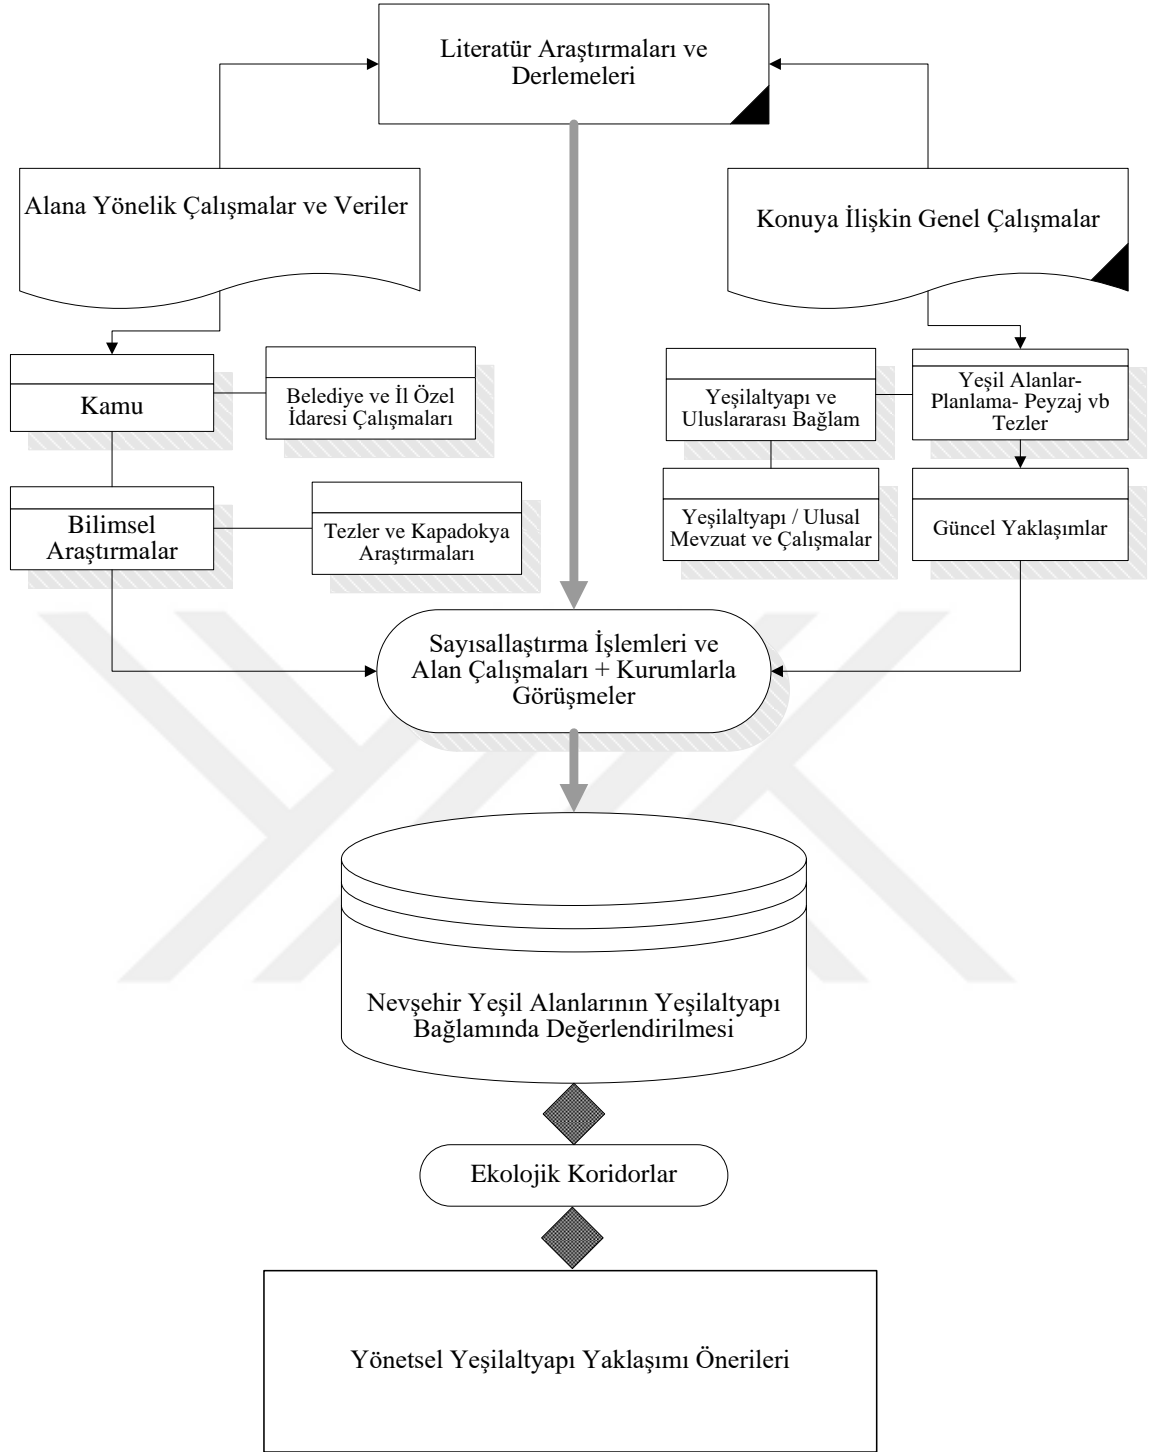 Literatür Araştırmaları ve
Derlemeleri
Alana Yönelik Çalışmalar ve Veriler
Konuya İlişkin Genel Çalışmalar
Kamu
Belediye ve İl Özel
İdaresi Çalışmaları
Yeşilaltyapı ve
Uluslararası Bağlam
Yeşil Alanlar-
Planlama- Peyzaj vb
Tezler
Bilimsel
Araştırmalar
Tezler ve Kapadokya
Araştırmaları
Yeşilaltyapı / Ulusal
Mevzuat ve Çalışmalar
Güncel Yaklaşımlar
Sayısallaştırma İşlemleri ve
Alan Çalışmaları + Kurumlarla
Görüşmeler
Nevşehir Yeşil Alanlarının Yeşilaltyapı
Bağlamında Değerlendirilmesi
Ekolojik Koridorlar
Yönetsel Yeşilaltyapı Yaklaşımı Önerileri